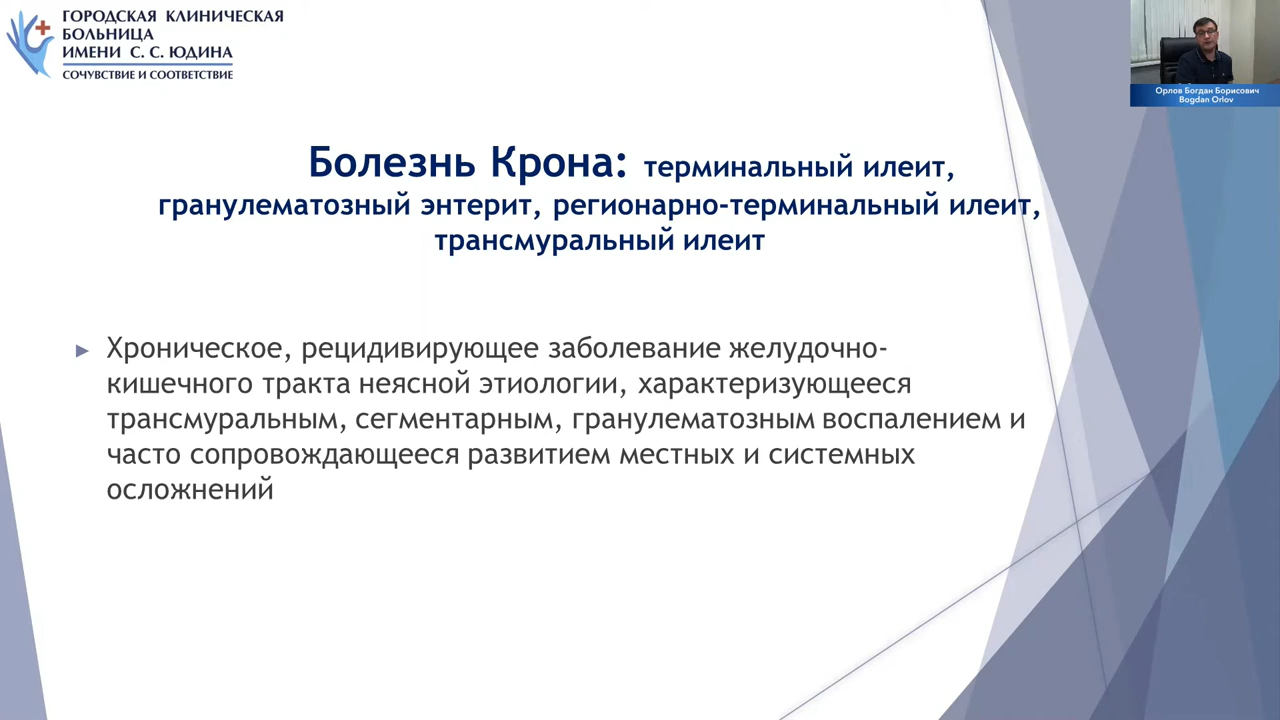 ГОРОДСКАЯ КЛИНИЧЕСКАЯ
БОЛЬНИЦА
ИМЕНИ С. С. ЮДИНА
СОЧУВСТВИЕ И СООТВЕТСТВИЕ
Орлов Богдан Борисович
Bogdan Orlov
Болезнь Крона: терминальный илеит,
гранулематозный энтерит, регионарно-терминальный илеит,
трансмуральный илеит
► Хроническое, рецидивирующее заболевание желудочно-
кишечного тракта неясной этиологии, характеризующееся
трансмуральным, сегментарным, гранулематозным воспалением и
часто сопровождающееся развитием местных и системных
осложнений